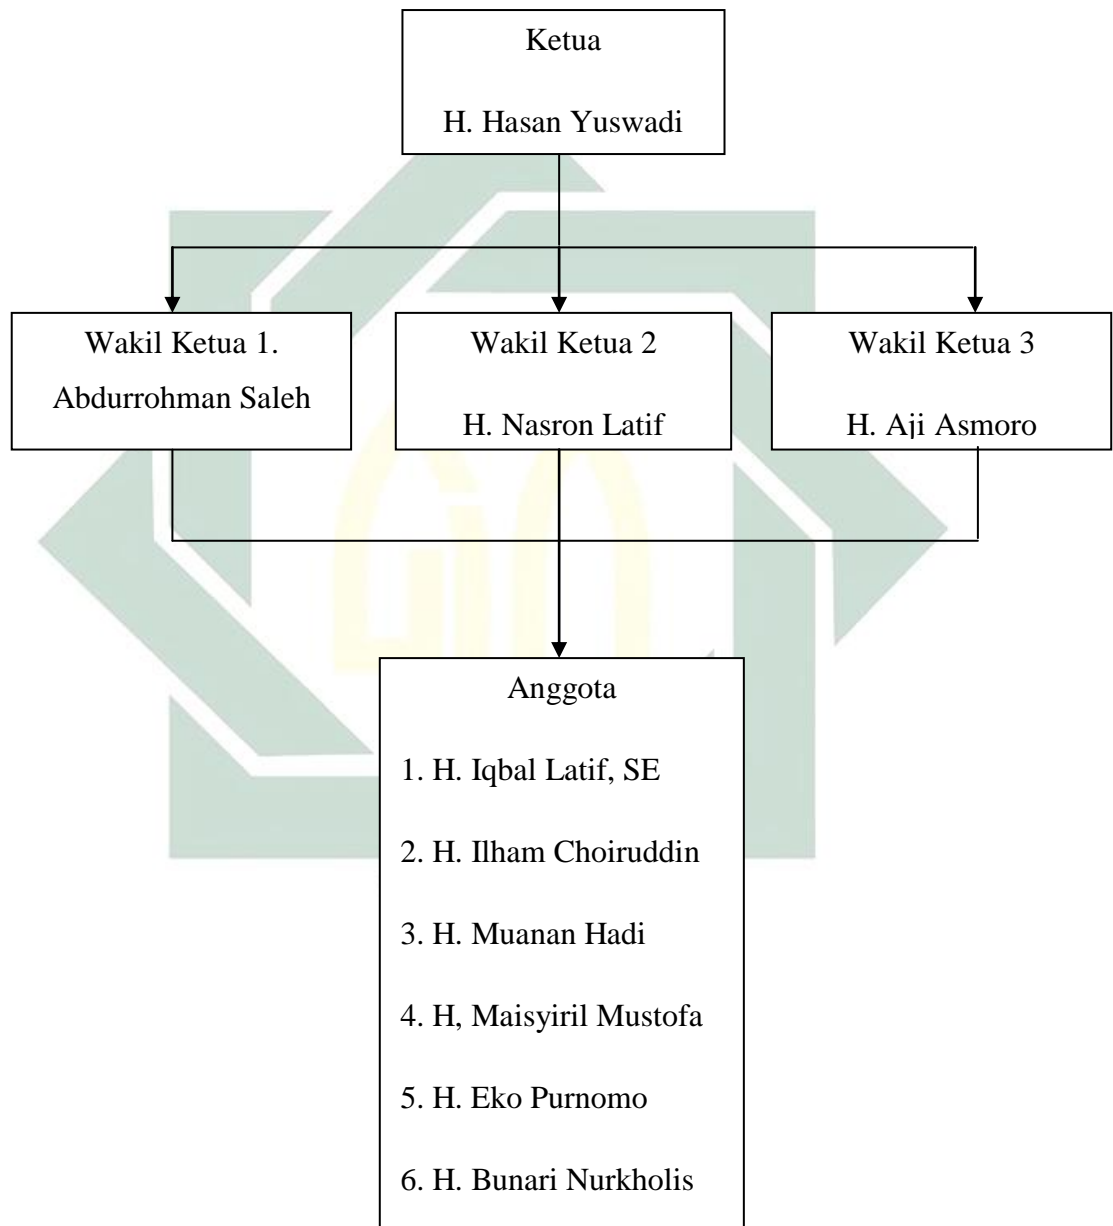 Ketua
H. Hasan Yuswadi
Wakil Ketua 1.
Abdurrohman Saleh
Wakil Ketua 2
H. Nasron Latif
Wakil Ketua 3
H. Aji Asmoro
Anggota
1. H. Iqbal Latif, SE
2. H. Ilham Choiruddin
3. H. Muanan Hadi
4. H, Maisyiril Mustofa
5. H. Eko Purnomo
6. H. Bunari Nurkholis